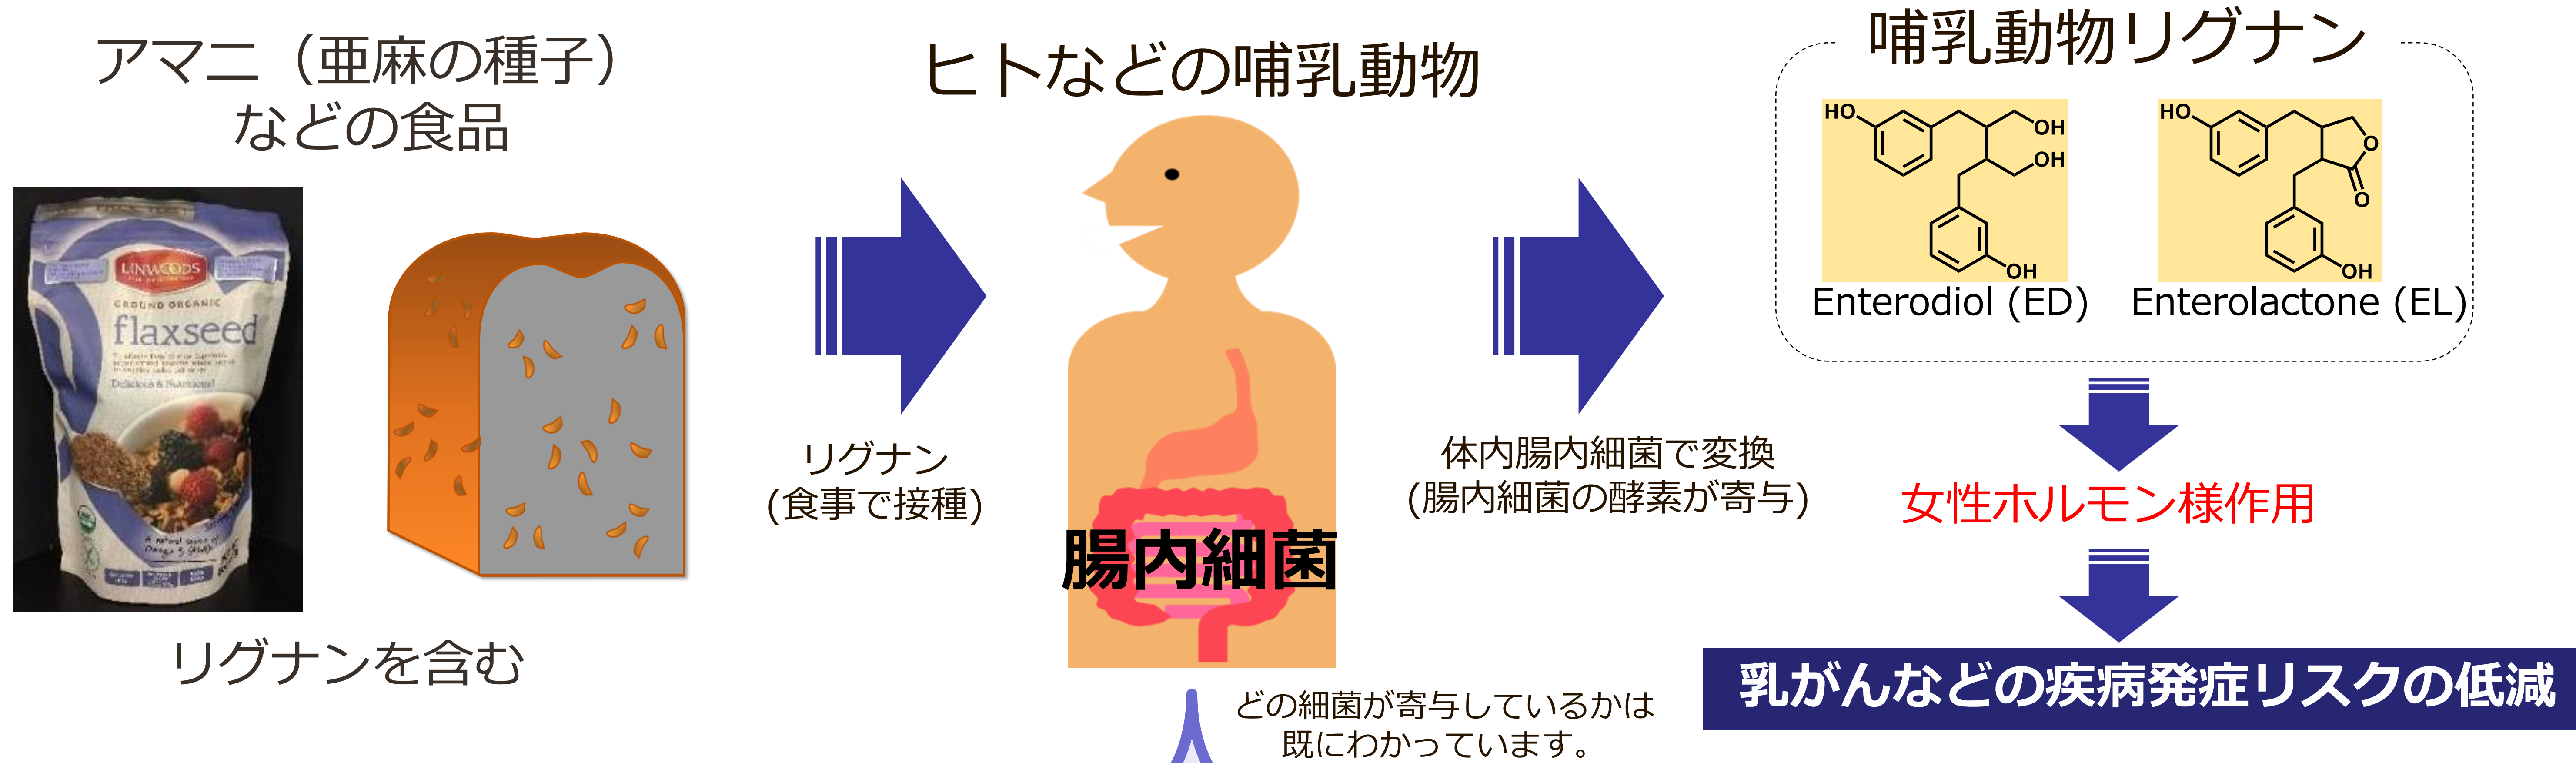 アマニ（亜麻の種子）
などの食品
LINWOODS
GROUND ORGANIC
flaxseed
Delicious & Nutritious!
リグナンを含む
リグナン
(食事で接種)
ヒトなどの哺乳動物
腸内細菌
どの細菌が寄与しているかは
既にわかっています。
体内腸内細菌で変換
(腸内細菌の酵素が寄与)
哺乳動物リグナン
HO
OH
OH
OH
Enterodiol (ED)
HO
O
O
OH
Enterolactone (EL)
女性ホルモン様作用
乳がんなどの疾病発症リスクの低減